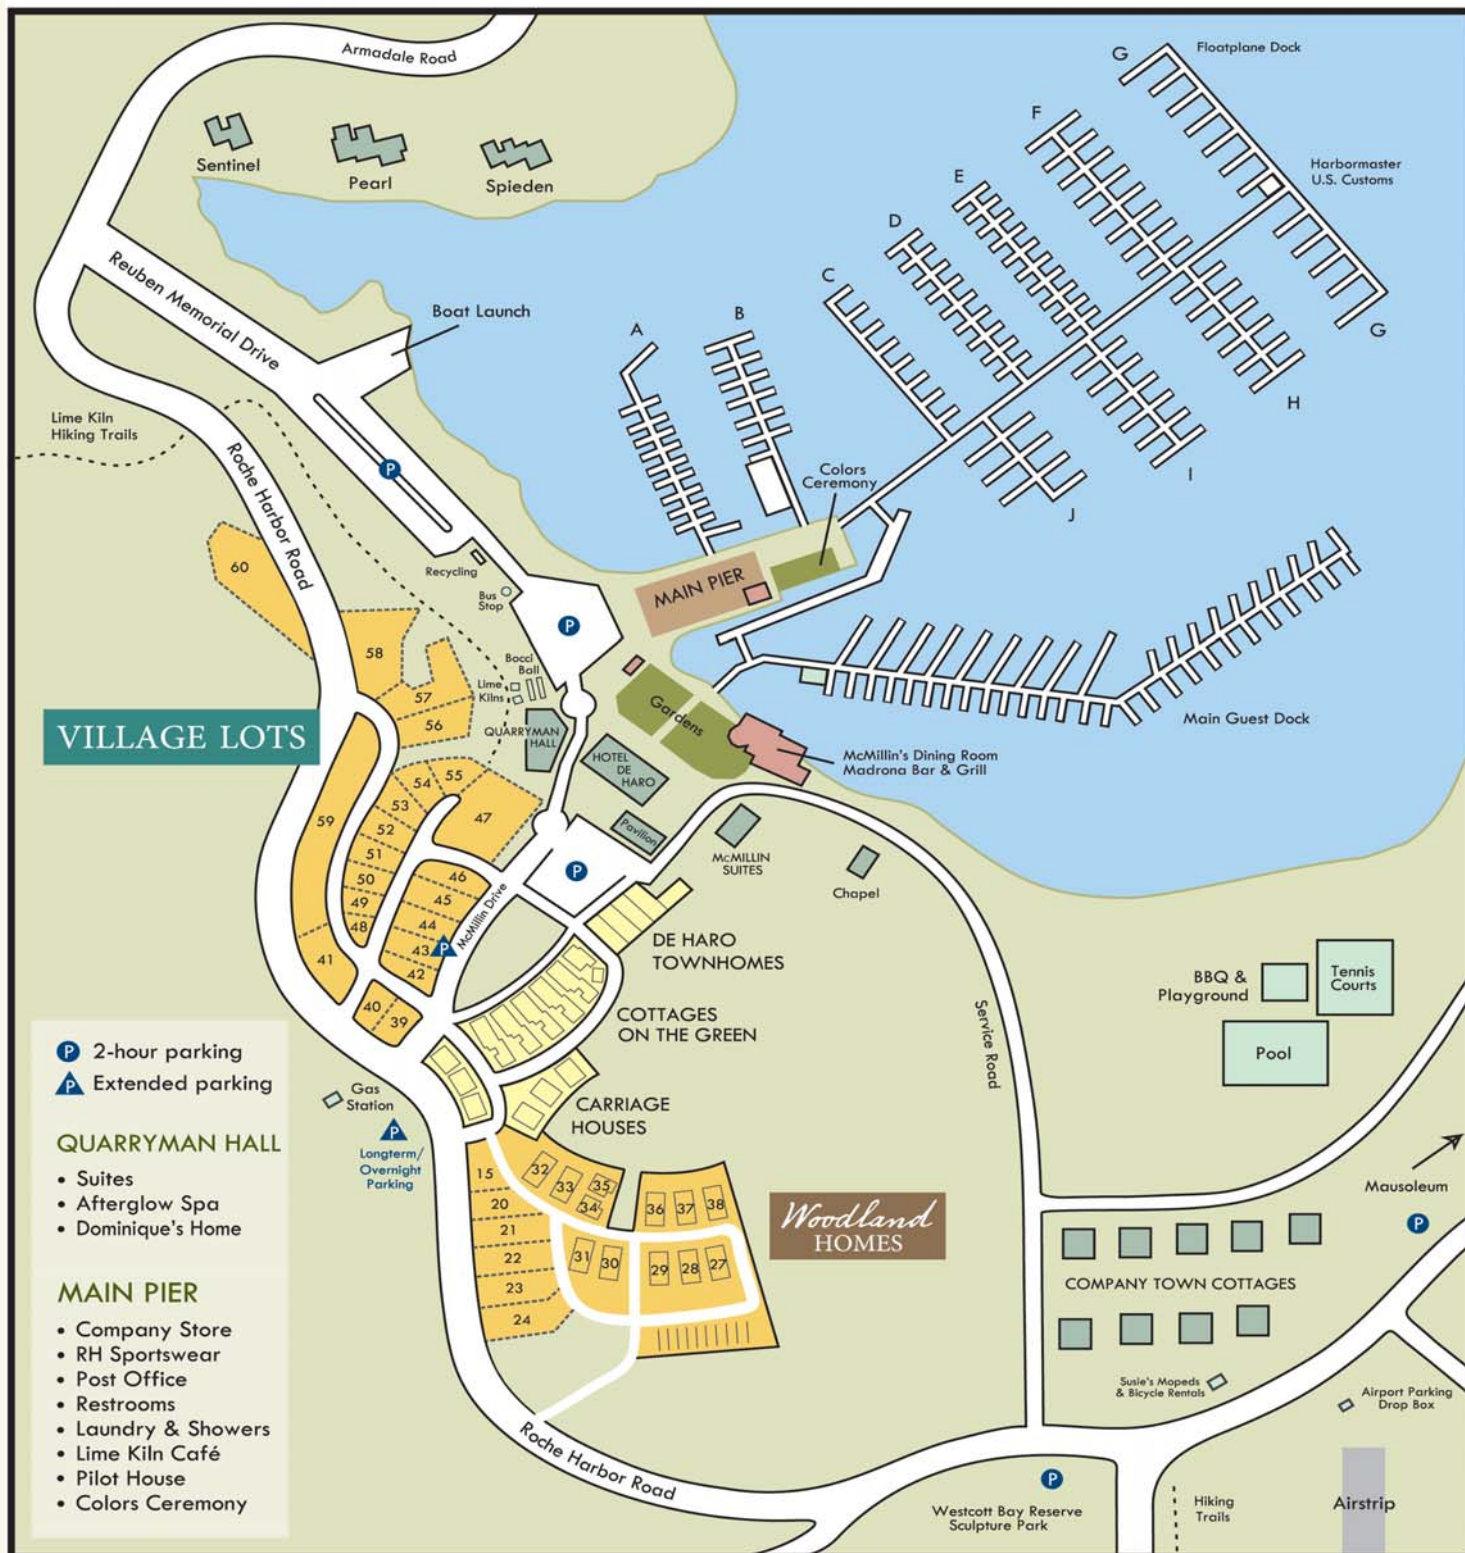 Armadale Road
Floatplane Dock
G
F
Harbormaster
U.S. Customs
E
D
C
B
A
G
H
I
J
Sentinel
Pearl
Spieden
Reuben Memorial Drive
Boat Launch
Lime Kiln
Hiking Trails
P
Roche Harbor Road
Colors
Ceremony
MAIN PIER
Recycling
Bus
Stop
P
60
58
57
56
Bocci
Ball
Lime
Kilns
QUARRYMAN
HALL
HOTEL
DE
HARO
Gardens
Main Guest Dock
McMillin's Dining Room
Madrona Bar & Grill
VILLAGE LOTS
55
54
53
52
51
50
49
48
47
46
45
44
43
42
59
41
40
39
P
McMillin Drive
P
Pavilion
McMILLIN
SUITES
Chapel
DE HARO
TOWNHOMES
COTTAGES
ON THE GREEN
CARRIAGE
HOUSES
Service Road
BBQ &
Playground
Tennis
Courts
Pool
Mausoleum
P
P 2-hour parking
P Extended parking
QUARRYMAN HALL
• Suites
• Afterglow Spa
• Dominique's Home
MAIN PIER
• Company Store
• RH Sportswear
• Post Office
• Restrooms
• Laundry & Showers
• Lime Kiln Café
• Pilot House
• Colors Ceremony
Gas
Station
P
Longterm/
Overnight
Parking
15
20
21
22
23
24
32
33
35
34
36
37
38
31
30
29
28
27
Woodland
HOMES
COMPANY TOWN COTTAGES
Susie's Mopeds
& Bicycle Rentals
Airport Parking
Drop Box
Roche Harbor Road
P
Westcott Bay Reserve
Sculpture Park
Hiking
Trails
Airstrip